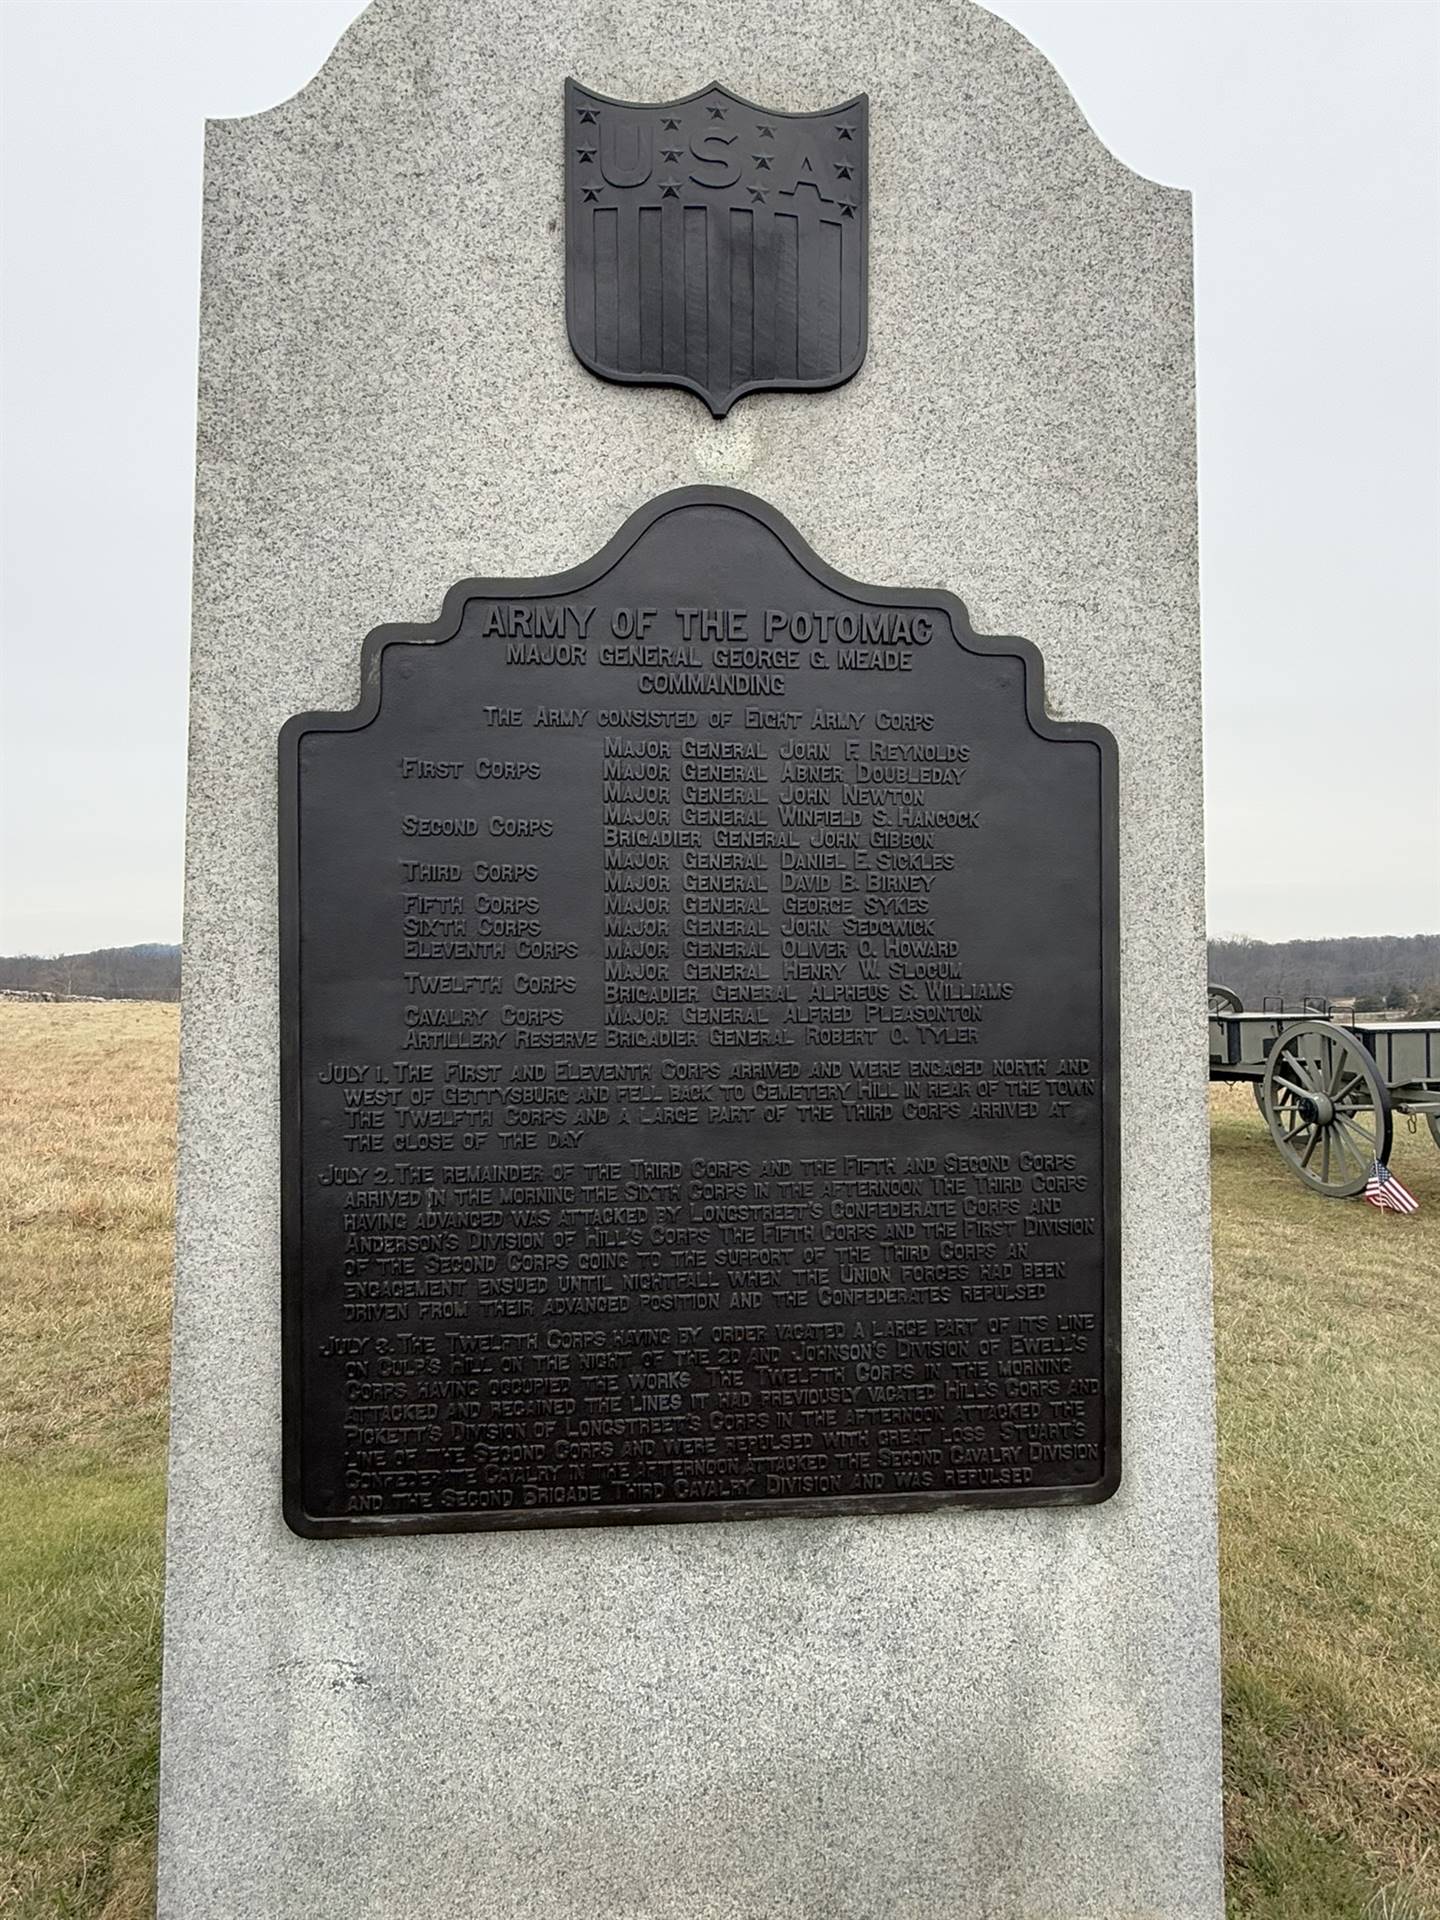 USA
ARMY OF THE POTOMAC
MAJOR GENERAL GEORGE G. MEADE
COMMANDING
THE ARMY CONSISTED OF EIGHT ARMY CORPS
FIRST CORPS
MAJOR GENERAL JOHN F. REYNOLDS
MAJOR GENERAL ABNER DOUBLEDAY
MAJOR GENERAL JOHN NEWTON
SECOND CORPS
MAJOR GENERAL WINFIELD S. HANCOCK
BRIGADIER GENERAL JOHN GIBBON
THIRD CORPS
MAJOR GENERAL DANIEL E. SICKLES
MAJOR GENERAL DAVID B. BIRNEY
FIFTH CORPS MAJOR GENERAL GEORGE SYKES
SIXTH CORPS MAJOR GENERAL JOHN SEDGWICK
ELEVENTH CORPS MAJOR GENERAL OLIVER O. HOWARD
TWELFTH CORPS
MAJOR GENERAL HENRY W. SLOCUM
BRIGADIER GENERAL ALPHEUS S. WILLIAMS
CAVALRY CORPS MAJOR GENERAL ALFRED PLEASONTON
ARTILLERY RESERVE BRIGADIER GENERAL ROBERT O. TYLER
JULY 1. THE FIRST AND ELEVENTH CORPS ARRIVED AND WERE ENGAGED NORTH AND
WEST OF GETTYSBURG AND FELL BACK TO CEMETERY HILL IN REAR OF THE TOWN
THE TWELFTH CORPS AND A LARGE PART OF THE THIRD CORPS ARRIVED AT
THE CLOSE OF THE DAY
JULY 2. THE REMAINDER OF THE THIRD CORPS AND THE FIFTH AND SECOND CORPS
ARRIVED IN THE MORNING THE SIXTH CORPS IN THE AFTERNOON THE THIRD CORPS
HAVING ADVANCED WAS ATTACKED BY LONGSTREET'S CONFEDERATE CORPS AND
ANDERSON'S DIVISION OF HILL'S CORPS THE FIFTH CORPS AND THE FIRST DIVISION
OF THE SECOND CORPS GOING TO THE SUPPORT OF THE THIRD CORPS AN
ENGAGEMENT ENSUED UNTIL NIGHTFALL WHEN THE UNION FORCES HAD BEEN
DRIVEN FROM THEIR ADVANCED POSITION AND THE CONFEDERATES REPULSED
JULY 3. THE TWELFTH CORPS HAVING BY ORDER VACATED A LARGE PART OF ITS LINE
ON CULP'S HILL ON THE NIGHT OF THE 2D AND JOHNSON'S DIVISION OF EWELL'S
CORPS HAVING OCCUPIED THE WORKS THE TWELFTH CORPS IN THE MORNING
ATTACKED AND REGAINED THE LINES IT HAD PREVIOUSLY VACATED HILL'S CORPS AND
PICKETT'S DIVISION OF LONGSTREET'S CORPS IN THE AFTERNOON ATTACKED THE
LINE OF THE SECOND CORPS AND WERE REPULSED WITH GREAT LOSS STUART'S
CONFEDERATE CAVALRY IN THE AFTERNOON ATTACKED THE SECOND CAVALRY DIVISION
AND THE SECOND BRIGADE THIRD CAVALRY DIVISION AND WAS REPULSED